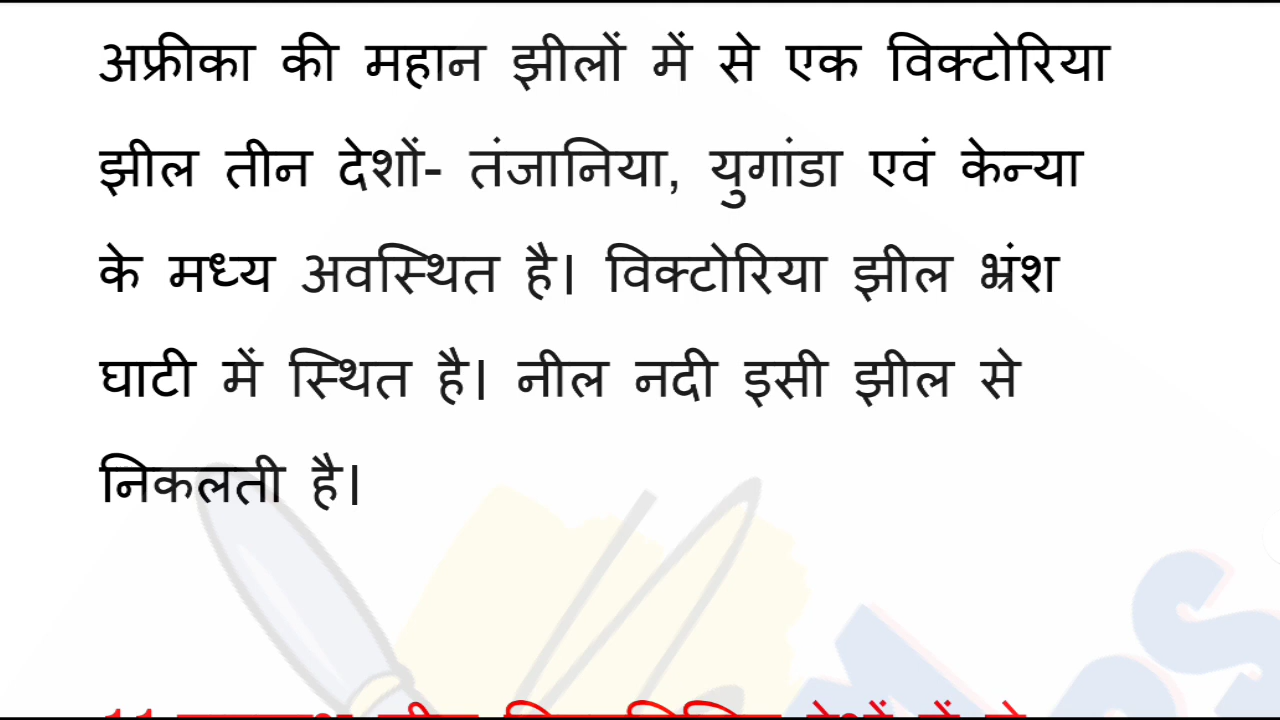 अफ्रीका की महान झीलों में से एक विक्टोरिया
झील तीन देशों- तंजानिया, युगांडा एवं केन्या
के मध्य अवस्थित है। विक्टोरिया झील भ्रंश
घाटी में स्थित है। नील नदी इसी झील से
निकलती है।